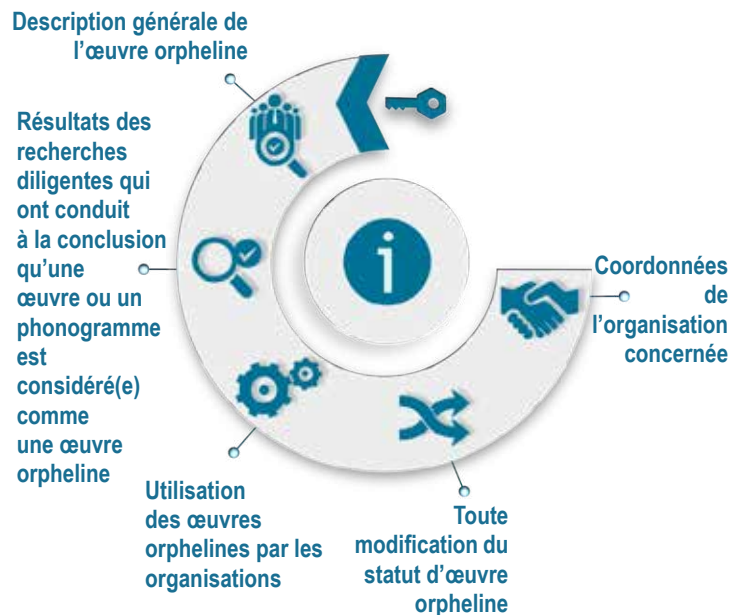 Description générale de
l'œuvre orpheline
Résultats des
recherches
diligentes qui
ont conduit
à la conclusion
qu'une
œuvre ou un
phonogramme
est
considéré(e)
comme
une œuvre
orpheline
Utilisation
des œuvres
orphelines par les
organisations
Toute
modification du
statut d'œuvre
orpheline
Coordonnées
de
l'organisation
concernée
i